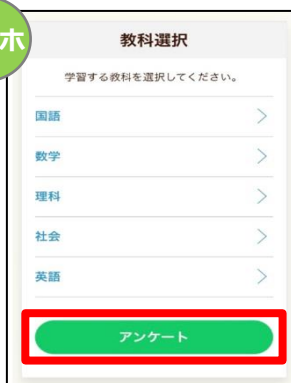 ホ
教科選択
学習する教科を選択してください。
国語
数学
理科
社会
英語
アンケート